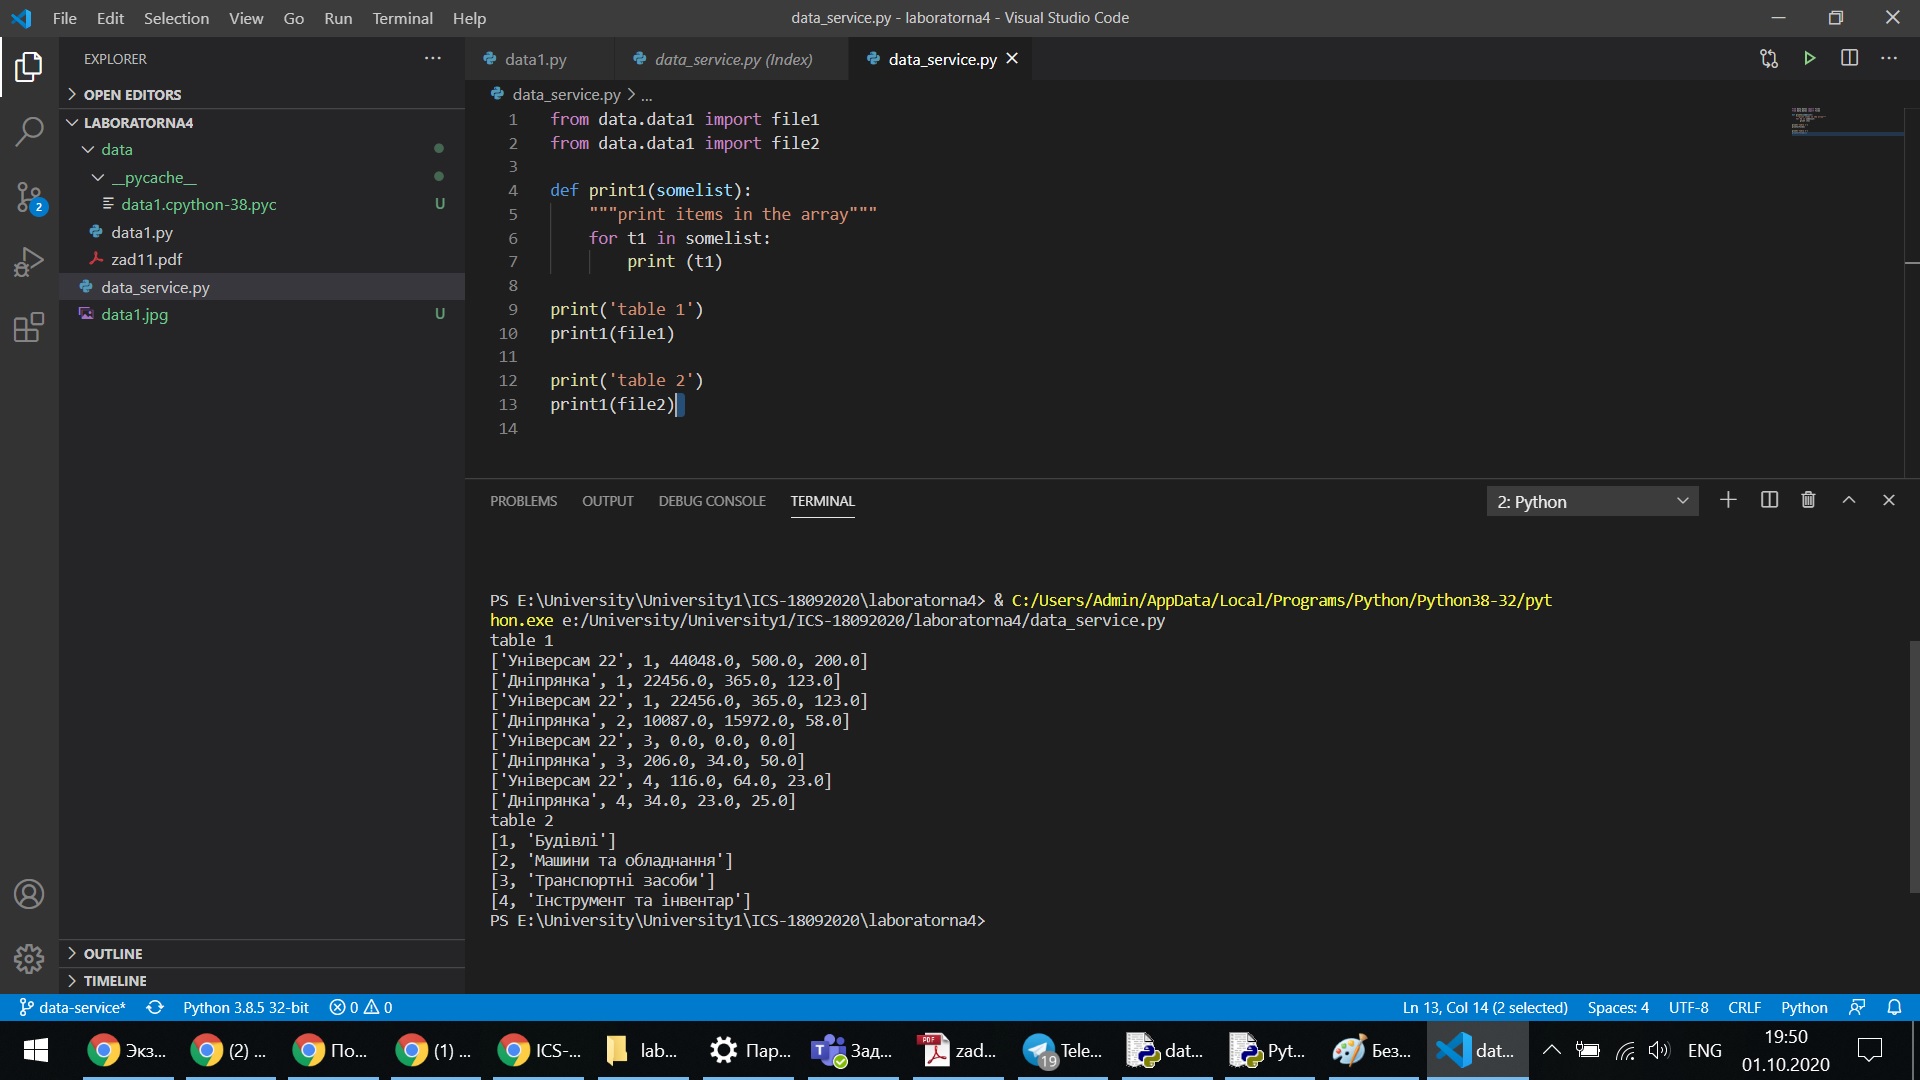 File Edit Selection View Go Run Terminal Help
data_service.py - laboratorna4 - Visual Studio Code
EXPLORER
OPEN EDITORS
LABORATORNA4
data
__pycache__
data1.cpython-38.pyc U
data1.py
zad11.pdf
data_service.py
data1.jpg U
OUTLINE
TIMELINE
2
data1.py data_service.py (Index) data_service.py
data_service.py > ...
1 from data.data1 import file1
2 from data.data1 import file2
3
4 def print1(somelist):
5 """print items in the array"""
6 for t1 in somelist:
7 print (t1)
8
9 print('table 1')
10 print1(file1)
11
12 print('table 2')
13 print1(file2)
14
PROBLEMS OUTPUT DEBUG CONSOLE TERMINAL 2: Python
PS E:\University\University1\ICS-18092020\laboratorna4> & C:/Users/Admin/AppData/Local/Programs/Python/Python38-32/pyt
hon.exe e:/University/University1/ICS-18092020/laboratorna4/data_service.py
table 1
['Універсам 22', 1, 44048.0, 500.0, 200.0]
['Дніпрянка', 1, 22456.0, 365.0, 123.0]
['Універсам 22', 1, 22456.0, 365.0, 123.0]
['Дніпрянка', 2, 10087.0, 15972.0, 58.0]
['Універсам 22', 3, 0.0, 0.0, 0.0]
['Дніпрянка', 3, 206.0, 34.0, 50.0]
['Універсам 22', 4, 116.0, 64.0, 23.0]
['Дніпрянка', 4, 34.0, 23.0, 25.0]
table 2
[1, 'Будівлі']
[2, 'Машини та обладнання']
[3, 'Транспортні засоби']
[4, 'Інструмент та інвентар']
PS E:\University\University1\ICS-18092020\laboratorna4>
data-service* Python 3.8.5 32-bit 0 0 Ln 13, Col 14 (2 selected) Spaces: 4 UTF-8 CRLF Python
Экз... (2) ... По... (1) ... ICS-... lab... Пар... Зад... zad... Tele... dat... Pyt... Без... dat... ENG
PDF
19
19:50
01.10.2020